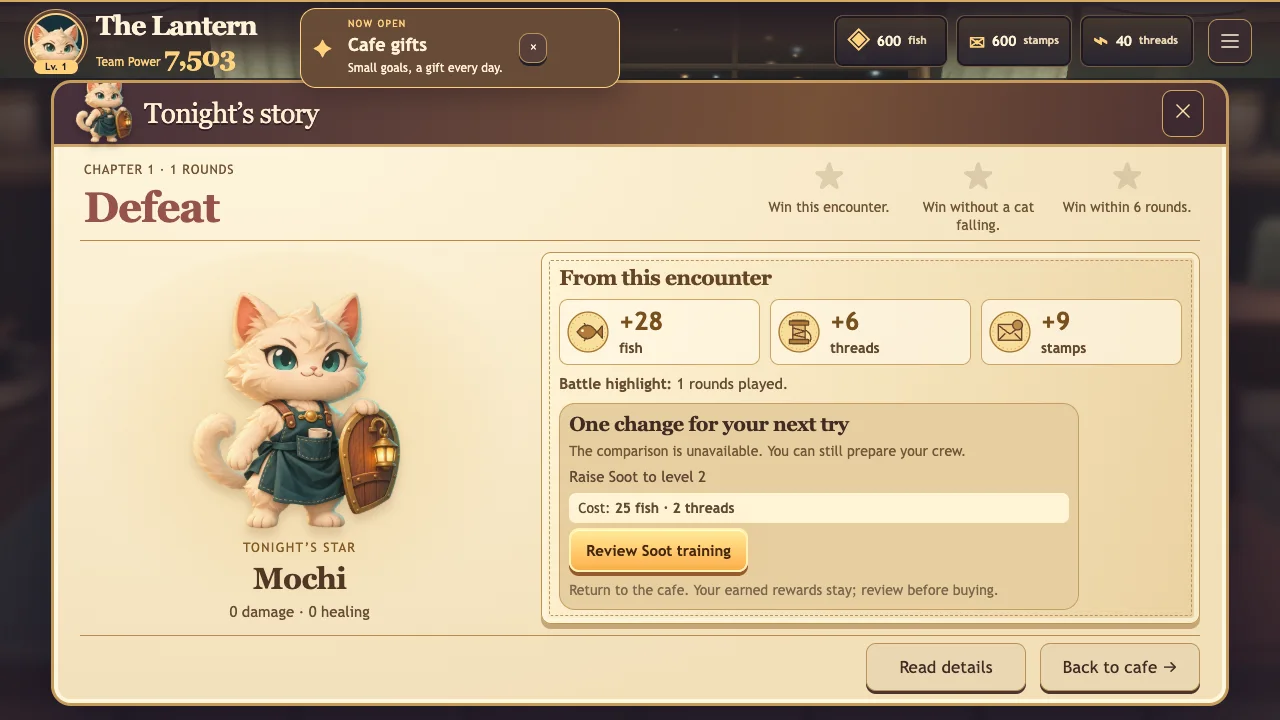 The Lantern
Team Power 7,503
Lv. 1
NOW OPEN
Cafe gifts
Small goals, a gift every day.
×
600 fish
600 stamps
40 threads
Tonight's story
CHAPTER 1 · 1 ROUNDS
Defeat
Win this encounter.
Win without a cat
falling.
Win within 6 rounds.
TONIGHT'S STAR
Mochi
0 damage · 0 healing
From this encounter
+28
fish
+6
threads
+9
stamps
Battle highlight: 1 rounds played.
One change for your next try
The comparison is unavailable. You can still prepare your crew.
Raise Soot to level 2
Cost: 25 fish · 2 threads
Review Soot training
Return to the cafe. Your earned rewards stay; review before buying.
Read details
Back to cafe →